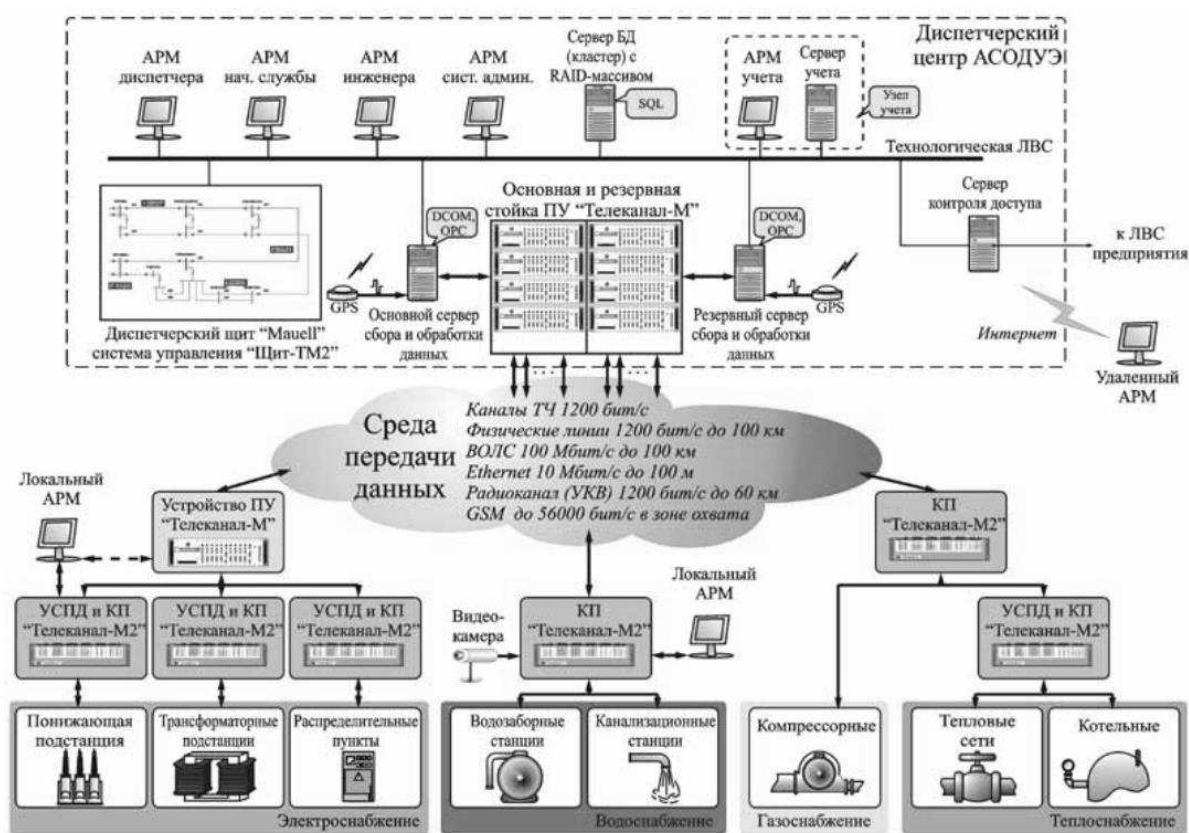 Диспетчерский
центр АСОДУЭ
АРМ
диспетчера
АРМ
нач. службы
АРМ
инженера
АРМ
сист. админ.
Сервер БД
(кластер) с
RAID-массивом
SQL
АРМ
учета
Сервер
учета
Узел
учета
Технологическая ЛВС
Диспетчерский щит “Mauell”
система управления “Щит-ТМ2”
GPS
DCOM,
OPC
Основной сервер
сбора и обработки
данных
Основная и резервная
стойка ПУ “Телеканал-М”
DCOM,
OPC
Резервный сервер
сбора и обработки
данных
GPS
Сервер
контроля доступа
к ЛВС
предприятия
Интернет
Удаленный
АРМ
...
...
Среда
передачи
данных
Каналы ТЧ 1200 бит/с
Физические линии 1200 бит/с до 100 км
ВОЛС 100 Мбит/с до 100 км
Ethernet 10 Мбит/с до 100 м
Радиоканал (УКВ) 1200 бит/с до 60 км
GSM до 56000 бит/с в зоне охвата
Локальный
АРМ
Устройство ПУ
“Телеканал-М”
КП
“Телеканал-М2”
УСПД и КП
“Телеканал-М2”
УСПД и КП
“Телеканал-М2”
УСПД и КП
“Телеканал-М2”
Видео-
камера
КП
“Телеканал-М2”
Локальный
АРМ
УСПД и КП
“Телеканал-М2”
Понижающая
подстанция
Трансформаторные
подстанции
Распределительные
пункты
Электроснабжение
Водозаборные
станции
Канализационные
станции
Водоснабжение
Компрессорные
Газоснабжение
Тепловые
сети
Котельные
Теплоснабжение